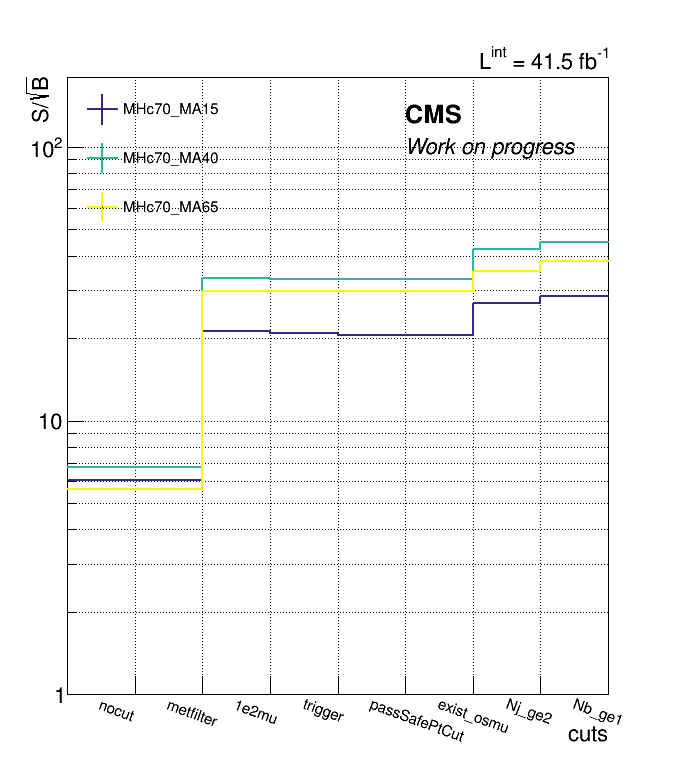 L^int = 41.5 fb^-1
S/√B
MHc70_MA15
CMS
Work on progress
10^2
MHc70_MA40
MHc70_MA65
10
1
nocut
metfilter
1e2mu
trigger
passSafePtCut
exist_osmu
Nj_ge2
Nb_ge1
cuts